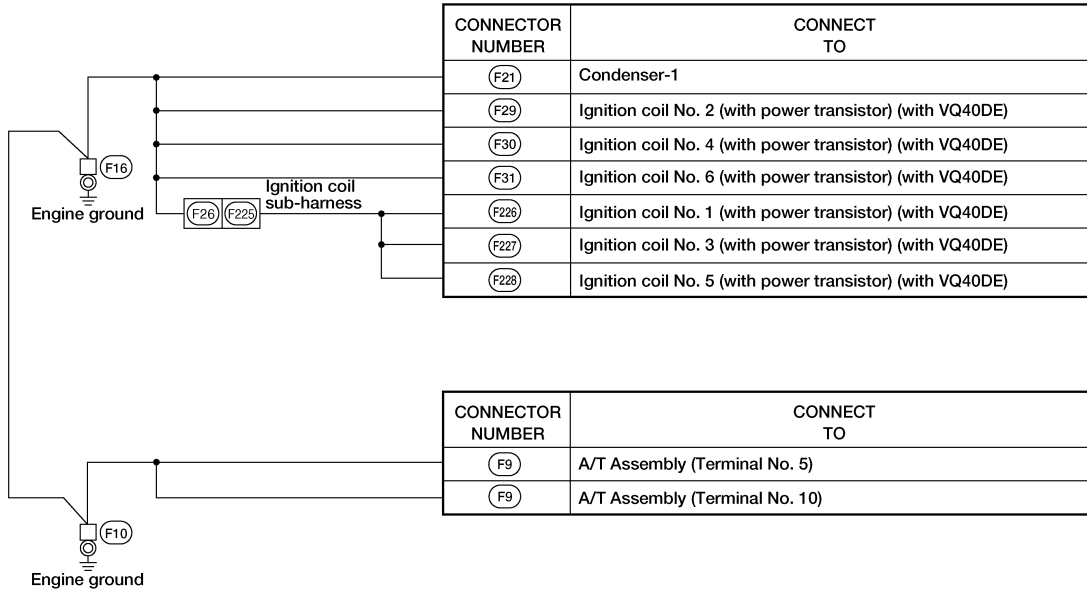 CONNECTOR NUMBER CONNECT TO
F21 Condenser-1
F29 Ignition coil No. 2 (with power transistor) (with VQ40DE)
F30 Ignition coil No. 4 (with power transistor) (with VQ40DE)
F16
F31 Ignition coil No. 6 (with power transistor) (with VQ40DE)
Ignition coil
sub-harness
Engine ground
F26 F225
F226 Ignition coil No. 1 (with power transistor) (with VQ40DE)
F227 Ignition coil No. 3 (with power transistor) (with VQ40DE)
F228 Ignition coil No. 5 (with power transistor) (with VQ40DE)
CONNECTOR NUMBER CONNECT TO
F9 A/T Assembly (Terminal No. 5)
F9 A/T Assembly (Terminal No. 10)
F10
Engine ground